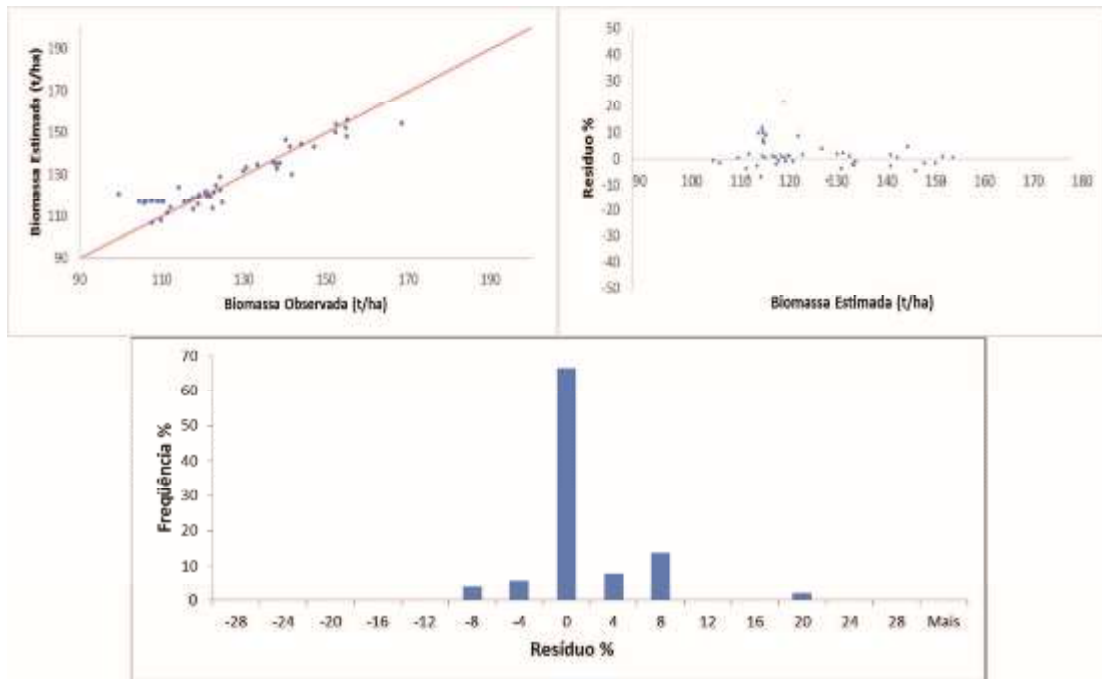 Biomassa Estimada (t/ha)
190
170
150
130
110
90
90 110 130 150 170 190
Biomassa Observada (t/ha)
Resíduo %
50
40
30
20
10
0
-10
-20
-30
-40
-50
90 100 110 120 130 140 150 160 170 180
Biomassa Estimada (t/ha)
Freqüência %
70
60
50
40
30
20
10
0
-28 -24 -20 -16 -12 -8 -4 0 4 8 12 16 20 24 28 Mais
Resíduo %